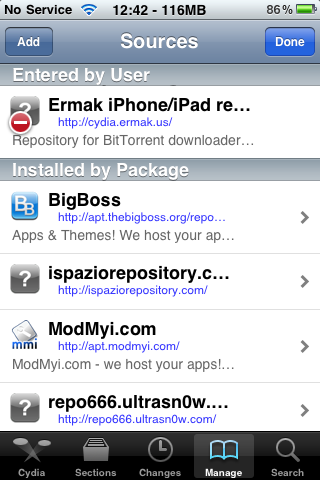 No Service 12:42 - 116MB 86%
Add Sources Done
Entered by User
?
Ermak iPhone/iPad re...
http://cydia.ermak.us/
Repository for BitTorrent downloader...
Installed by Package
BB
BigBoss
http://apt.thebigboss.org/repo...
Apps & Themes! We host your ap...
?
ispaziorepository.c...
http://ispaziorepository.com/
mmi
ModMyi.com
http://apt.modmyi.com/
ModMyi.com - we host your apps!...
?
repo666.ultrasn0w....
http://repo666.ultrasn0w.com/
Cydia Sections Changes Manage Search